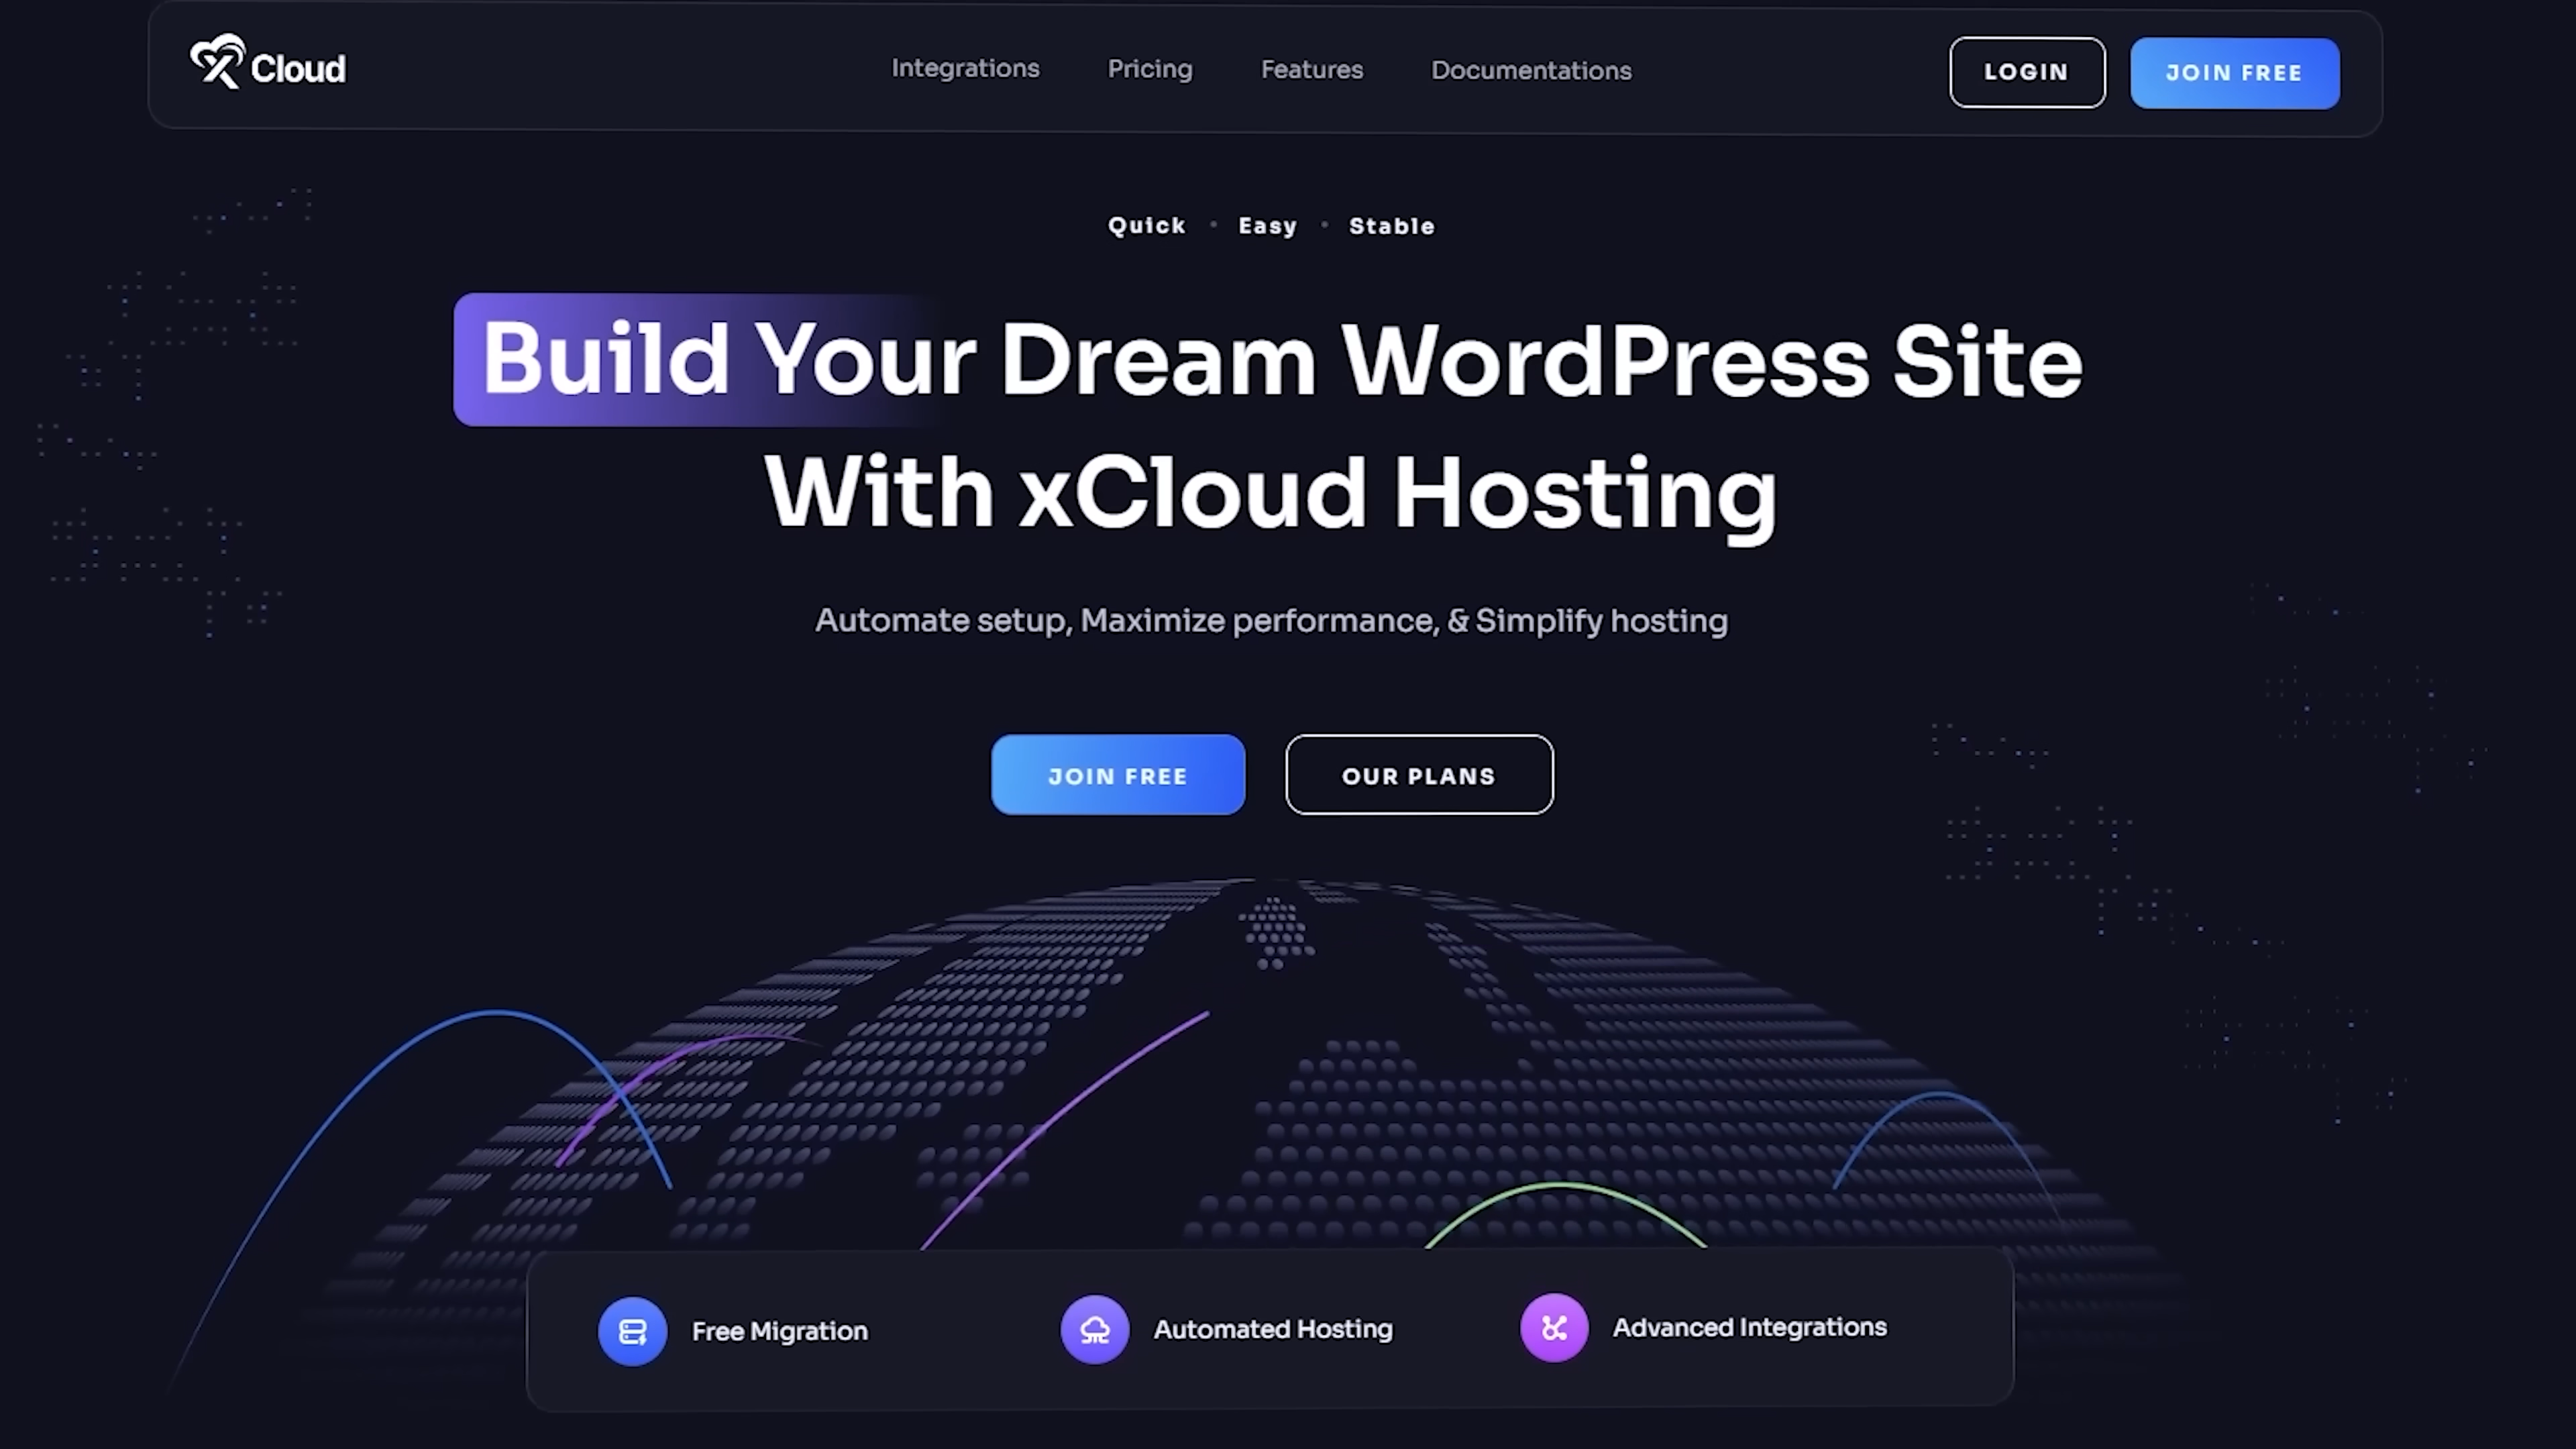 xCloud
Integrations
Pricing
Features
Documentations
LOGIN
JOIN FREE
Quick • Easy • Stable
Build Your Dream WordPress Site
With xCloud Hosting
Automate setup, Maximize performance, & Simplify hosting
JOIN FREE
OUR PLANS
Free Migration
Automated Hosting
Advanced Integrations